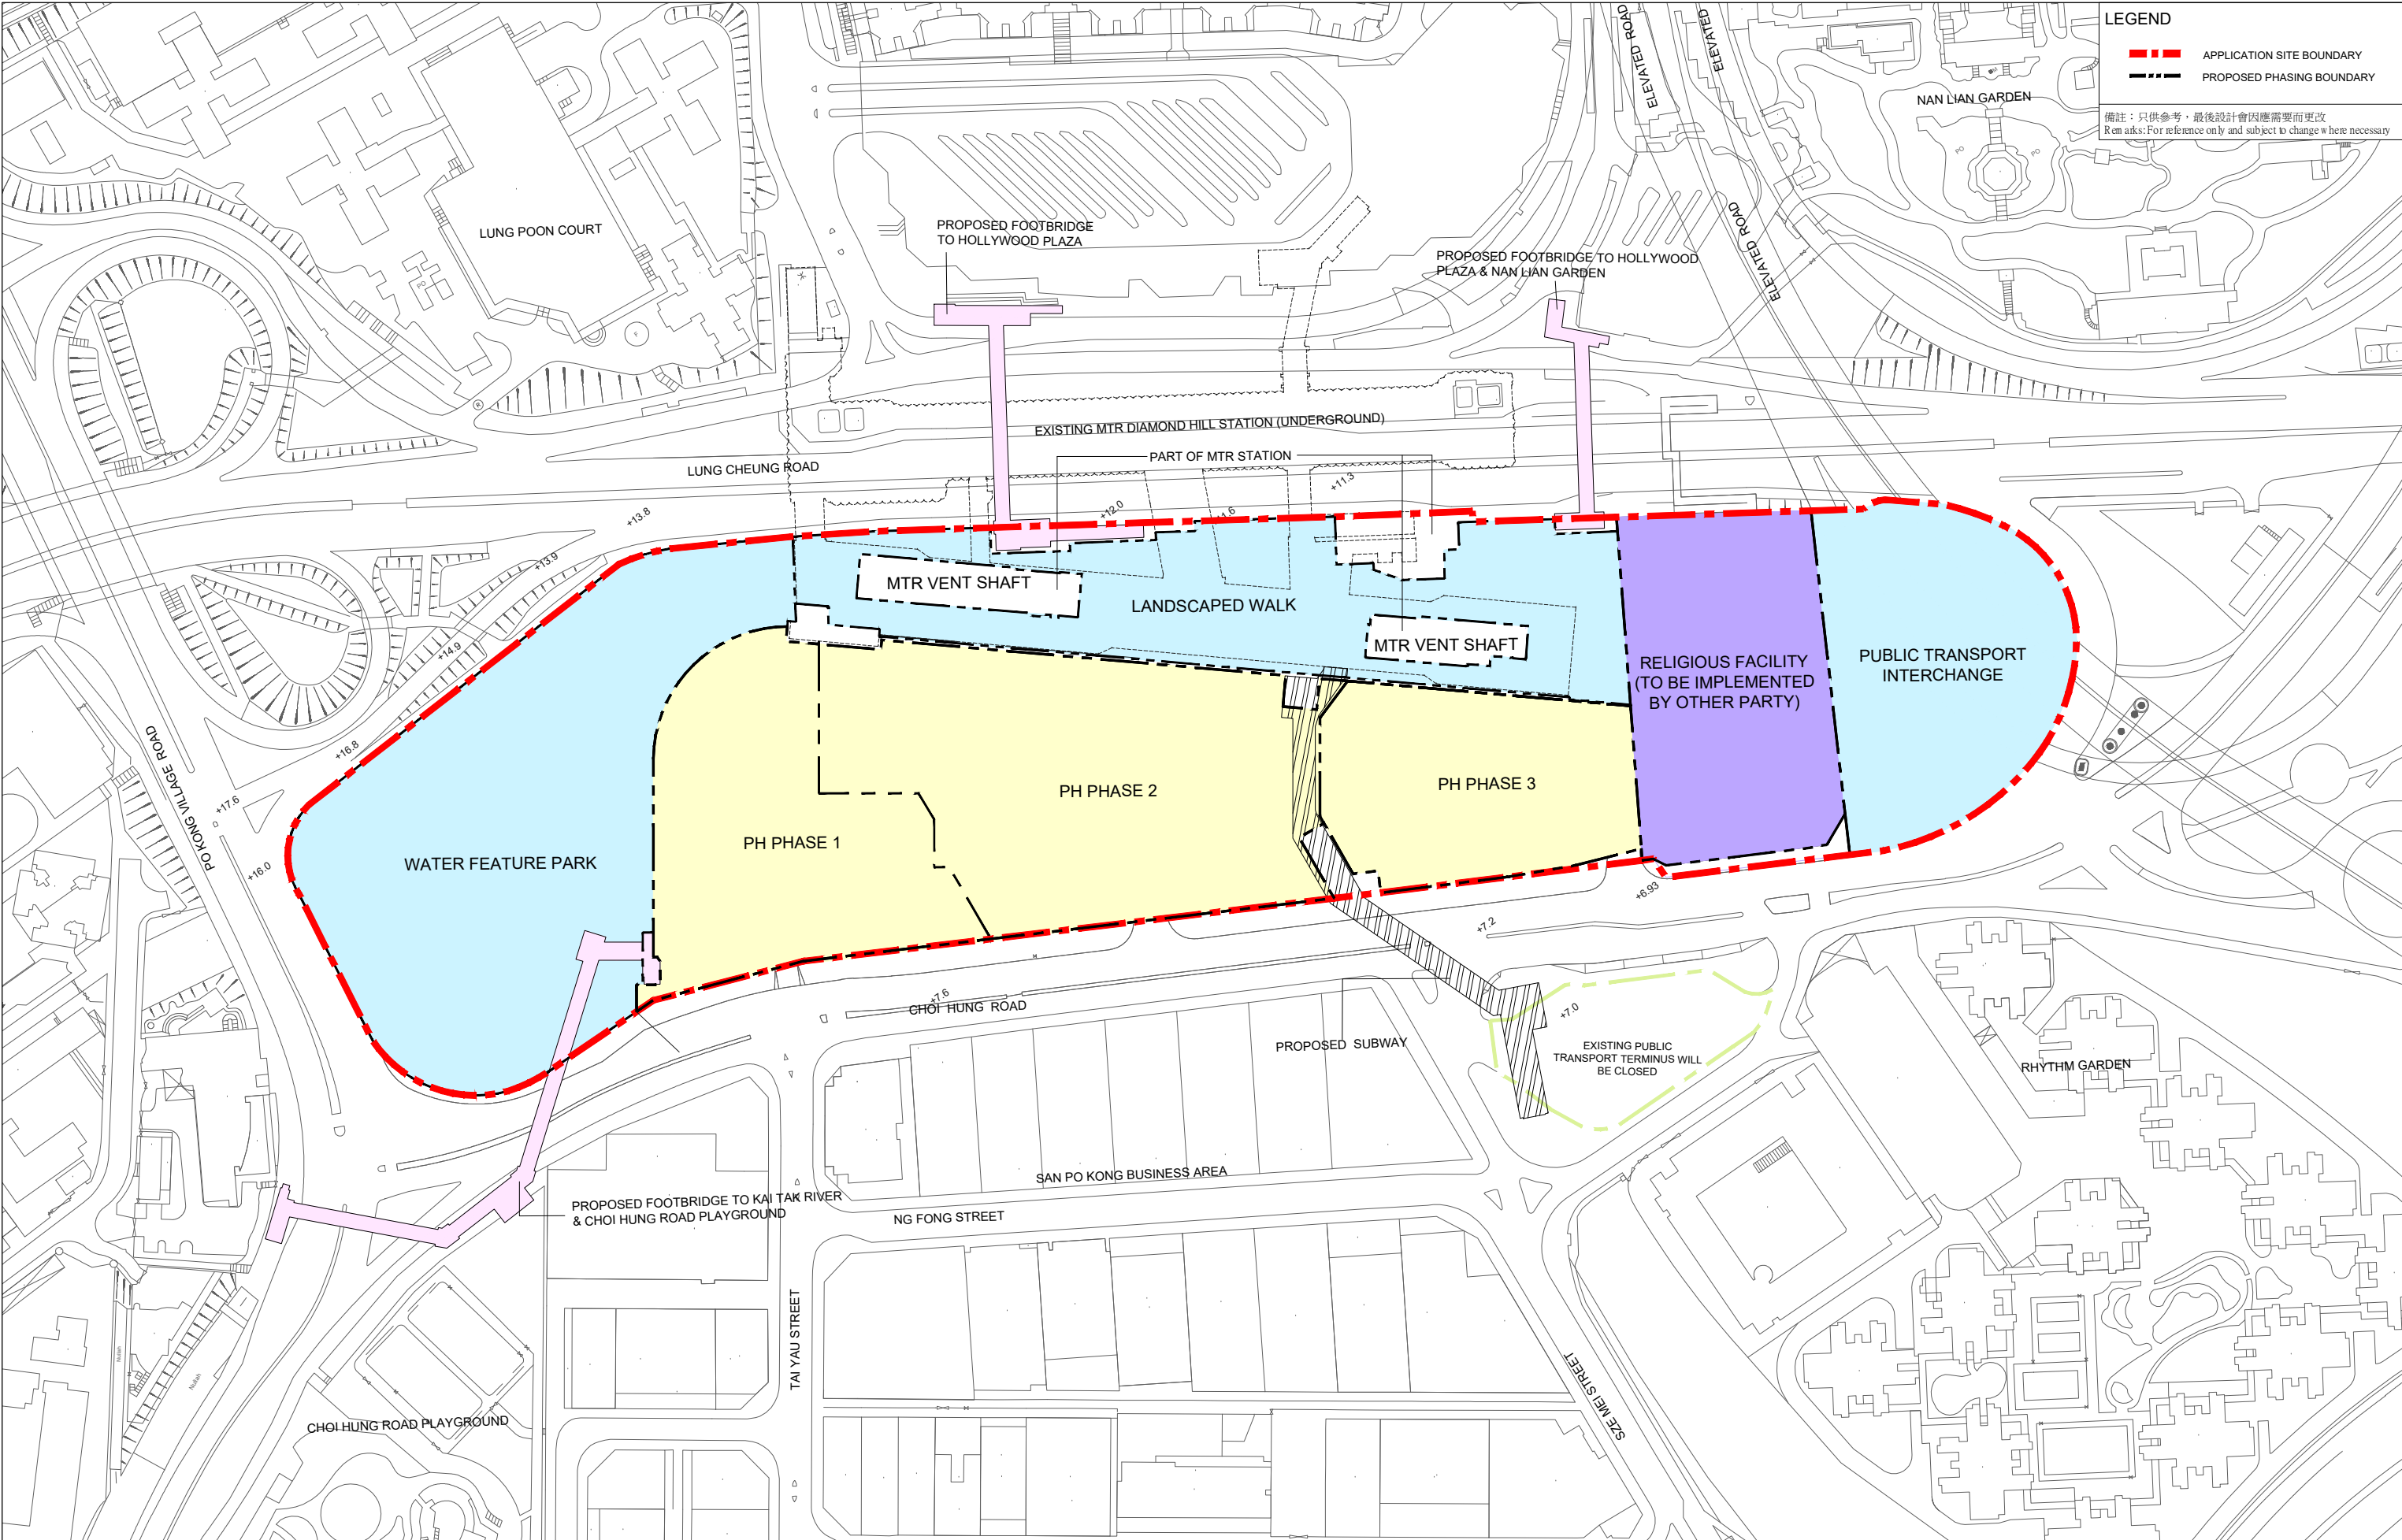 LEGEND
APPLICATION SITE BOUNDARY
PROPOSED PHASING BOUNDARY
備註：只供參考，最後設計會因應需要而更改
Remarks: For reference only and subject to change where necessary
ELEVATED ROAD
ELEVATED
NAN LIAN GARDEN
PO
PO
LUNG POON COURT
PO
F
R
PROPOSED FOOTBRIDGE
TO HOLLYWOOD PLAZA
PROPOSED FOOTBRIDGE TO HOLLYWOOD
PLAZA & NAN LIAN GARDEN
ELEVATED ROAD
EXISTING MTR DIAMOND HILL STATION (UNDERGROUND)
PART OF MTR STATION
LUNG CHEUNG ROAD
+11.3
+12.0
+13.8
+13.9
+14.9
+16.8
+17.6
+16.0
MTR VENT SHAFT
LANDSCAPED WALK
MTR VENT SHAFT
RELIGIOUS FACILITY
(TO BE IMPLEMENTED
BY OTHER PARTY)
PUBLIC TRANSPORT
INTERCHANGE
PO KONG VILLAGE ROAD
WATER FEATURE PARK
PH PHASE 1
PH PHASE 2
PH PHASE 3
+6.93
+7.2
+7.6
+7.0
CHOI HUNG ROAD
PROPOSED SUBWAY
EXISTING PUBLIC
TRANSPORT TERMINUS WILL
BE CLOSED
RHYTHM GARDEN
SAN PO KONG BUSINESS AREA
PROPOSED FOOTBRIDGE TO KAI TAK RIVER
& CHOI HUNG ROAD PLAYGROUND
NG FONG STREET
TAI YAU STREET
SZE MEI STREET
CHOI HUNG ROAD PLAYGROUND
Nullah
Nullah